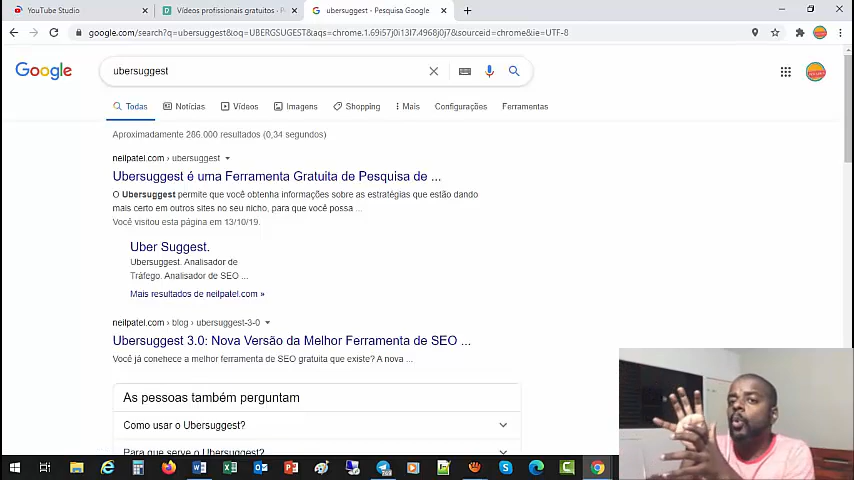 YouTube Studio
Vídeos profissionais gratuitos · Pe
ubersuggest - Pesquisa Google
google.com/search?q=ubersuggest&oq=UBERGSUGEST&aqs=chrome.1.69i57j0i13l7.4968j0j7&sourceid=chrome&ie=UTF-8
Google
ubersuggest
Todas
Notícias
Vídeos
Imagens
Shopping
Mais
Configurações
Ferramentas
Aproximadamente 286.000 resultados (0,34 segundos)
neilpatel.com › ubersuggest
Ubersuggest é uma Ferramenta Gratuita de Pesquisa de ...
O Ubersuggest permite que você obtenha informações sobre as estratégias que estão dando
mais certo em outros sites no seu nicho, para que você possa ...
Você visitou esta página em 13/10/19.
Uber Suggest.
Ubersuggest. Analisador de
Tráfego. Analisador de SEO ...
Mais resultados de neilpatel.com »
neilpatel.com › blog › ubersuggest-3-0
Ubersuggest 3.0: Nova Versão da Melhor Ferramenta de SEO ...
Você já conehece a melhor ferramenta de SEO gratuita que existe? A nova ...
As pessoas também perguntam
Como usar o Ubersuggest?
Para que serve o Ubersuggest?